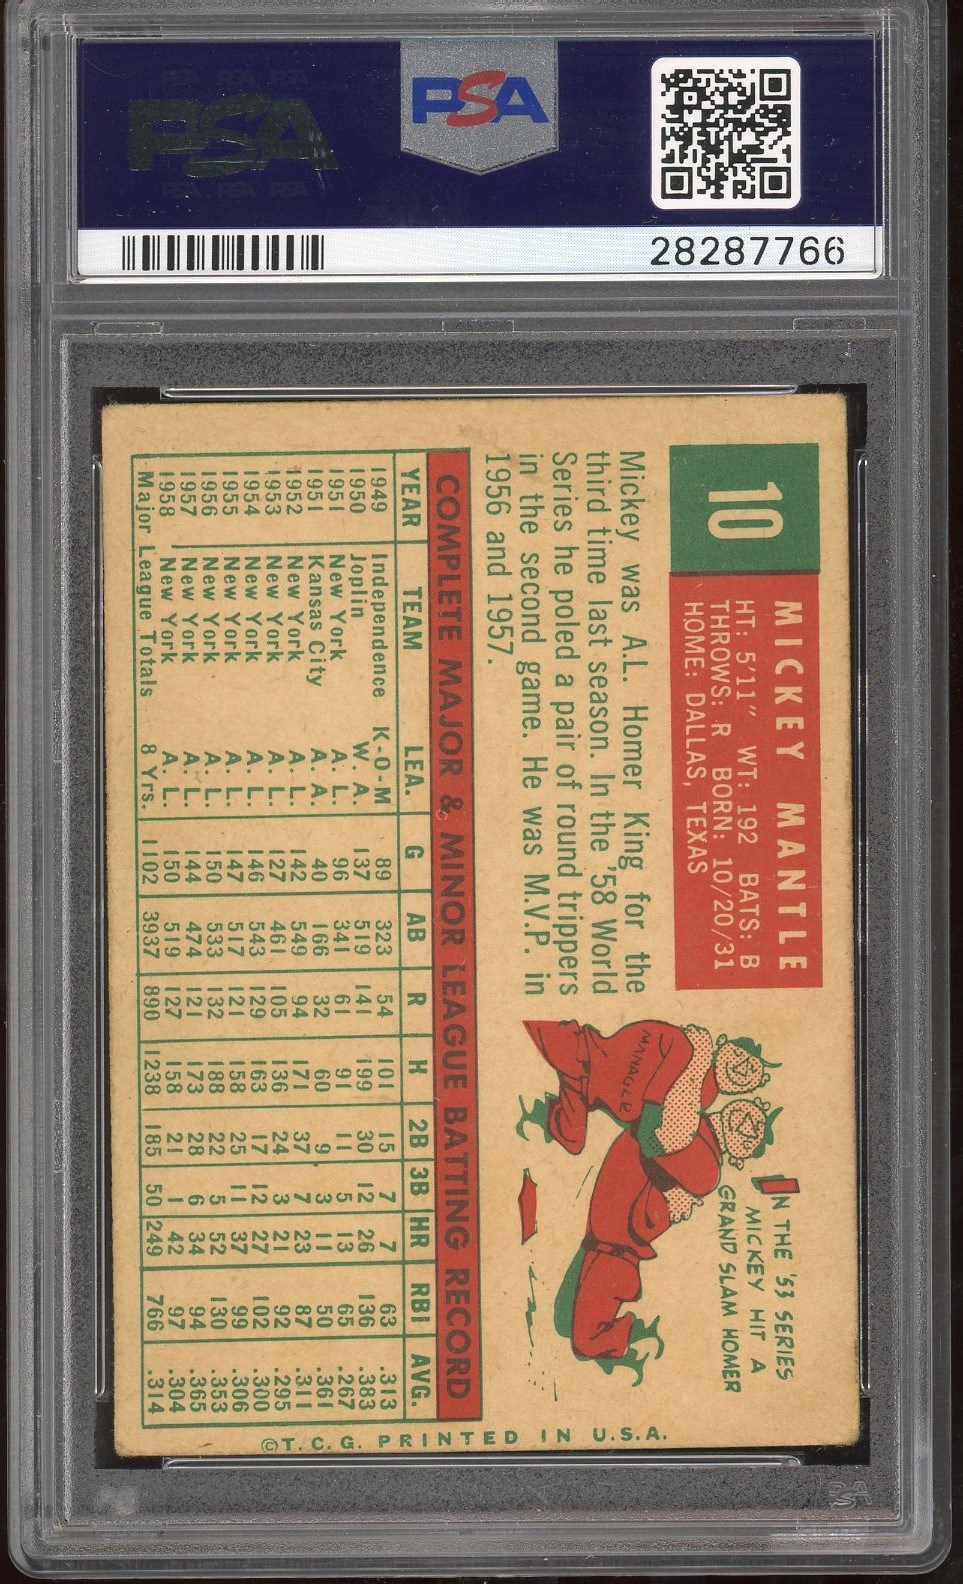 PSA PSA PSA
PSA
PSA PSA PSA
PSA
28287766
10
MICKEY MANTLE
HT: 5'11" WT: 192 BATS: B
THROWS: R BORN: 10/20/31
HOME: DALLAS, TEXAS
Mickey was A.L. Homer King for the
third time last season. In the '58 World
Series he poled a pair of round trippers
in the second game. He was M.V.P. in
1956 and 1957.
IN THE '53 SERIES
MICKEY HIT A
GRAND SLAM HOMER
MANAGER
COMPLETE MAJOR & MINOR LEAGUE BATTING RECORD
YEAR TEAM LEA. G AB R H 2B 3B HR RBI AVG.
1949 Independence K-O-M 89 323 54 101 15 7 7 63 .313
1950 Joplin W. A. 137 519 141 199 30 12 26 136 .383
1951 New York A. L. 96 341 61 91 11 5 13 65 .267
1951 Kansas City A. A. 40 166 32 60 9 3 11 50 .361
1952 New York A. L. 142 549 94 171 37 7 23 87 .311
1953 New York A. L. 127 461 105 136 24 3 21 92 .295
1954 New York A. L. 146 543 129 163 17 12 27 102 .300
1955 New York A. L. 147 517 121 158 25 11 37 99 .306
1956 New York A. L. 150 533 132 188 22 5 52 130 .353
1957 New York A. L. 144 474 121 173 28 6 34 94 .365
1958 New York A. L. 150 519 127 158 21 1 42 97 .304
Major League Totals 8 Yrs. 1102 3937 890 1238 185 50 249 766 .314
©T.C.G. PRINTED IN U.S.A.
PSA